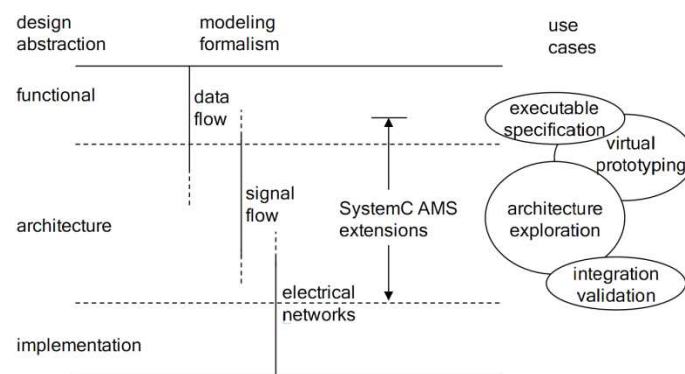 design
abstraction
modeling
formalism
use
cases
functional
data
flow
executable
specification
virtual
prototyping
signal
flow
SystemC AMS
extensions
architecture
architecture
exploration
integration
validation
electrical
networks
implementation